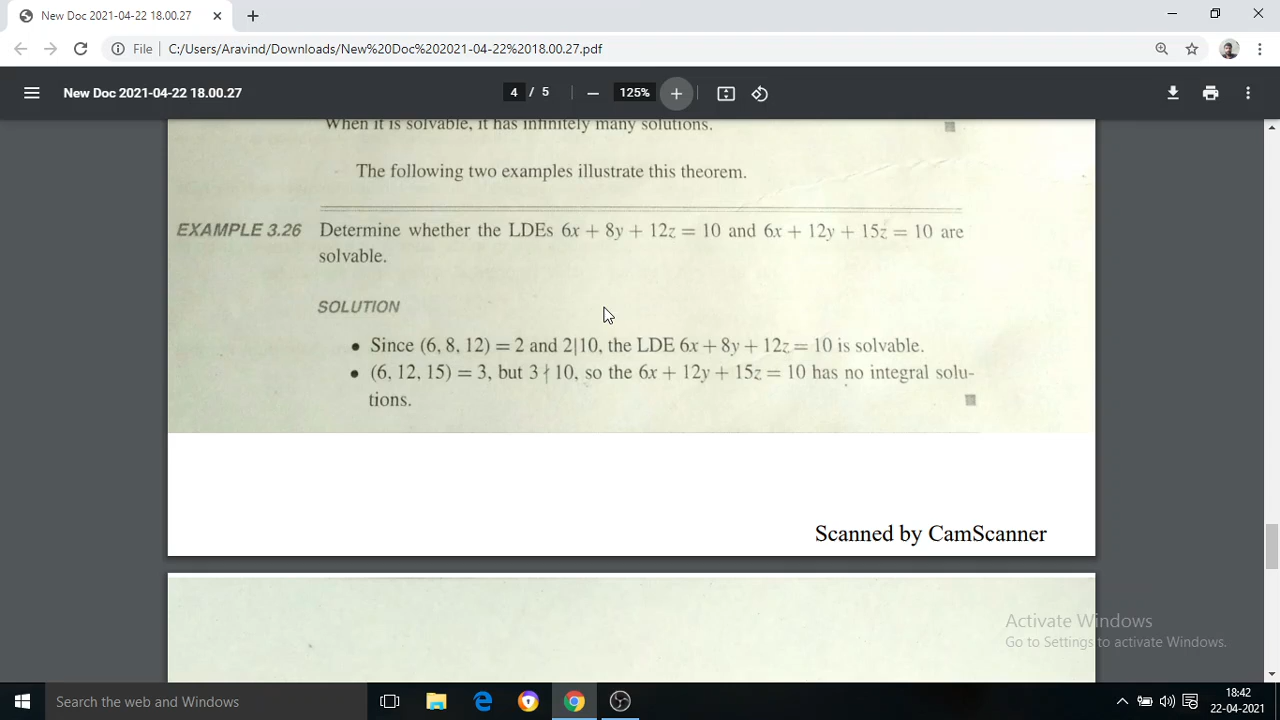 New Doc 2021-04-22 18.00.27
File C:/Users/Aravind/Downloads/New%20Doc%202021-04-22%2018.00.27.pdf
New Doc 2021-04-22 18.00.27 4 / 5 125%
When it is solvable, it has infinitely many solutions.
The following two examples illustrate this theorem.
EXAMPLE 3.26 Determine whether the LDEs 6x + 8y + 12z = 10 and 6x + 12y + 15z = 10 are
solvable.
SOLUTION
• Since (6, 8, 12) = 2 and 2|10, the LDE 6x + 8y + 12z = 10 is solvable.
• (6, 12, 15) = 3, but 3 ∤ 10, so the 6x + 12y + 15z = 10 has no integral solu-
tions.
Scanned by CamScanner
Activate Windows
Go to Settings to activate Windows.
Search the web and Windows
18:42
22-04-2021